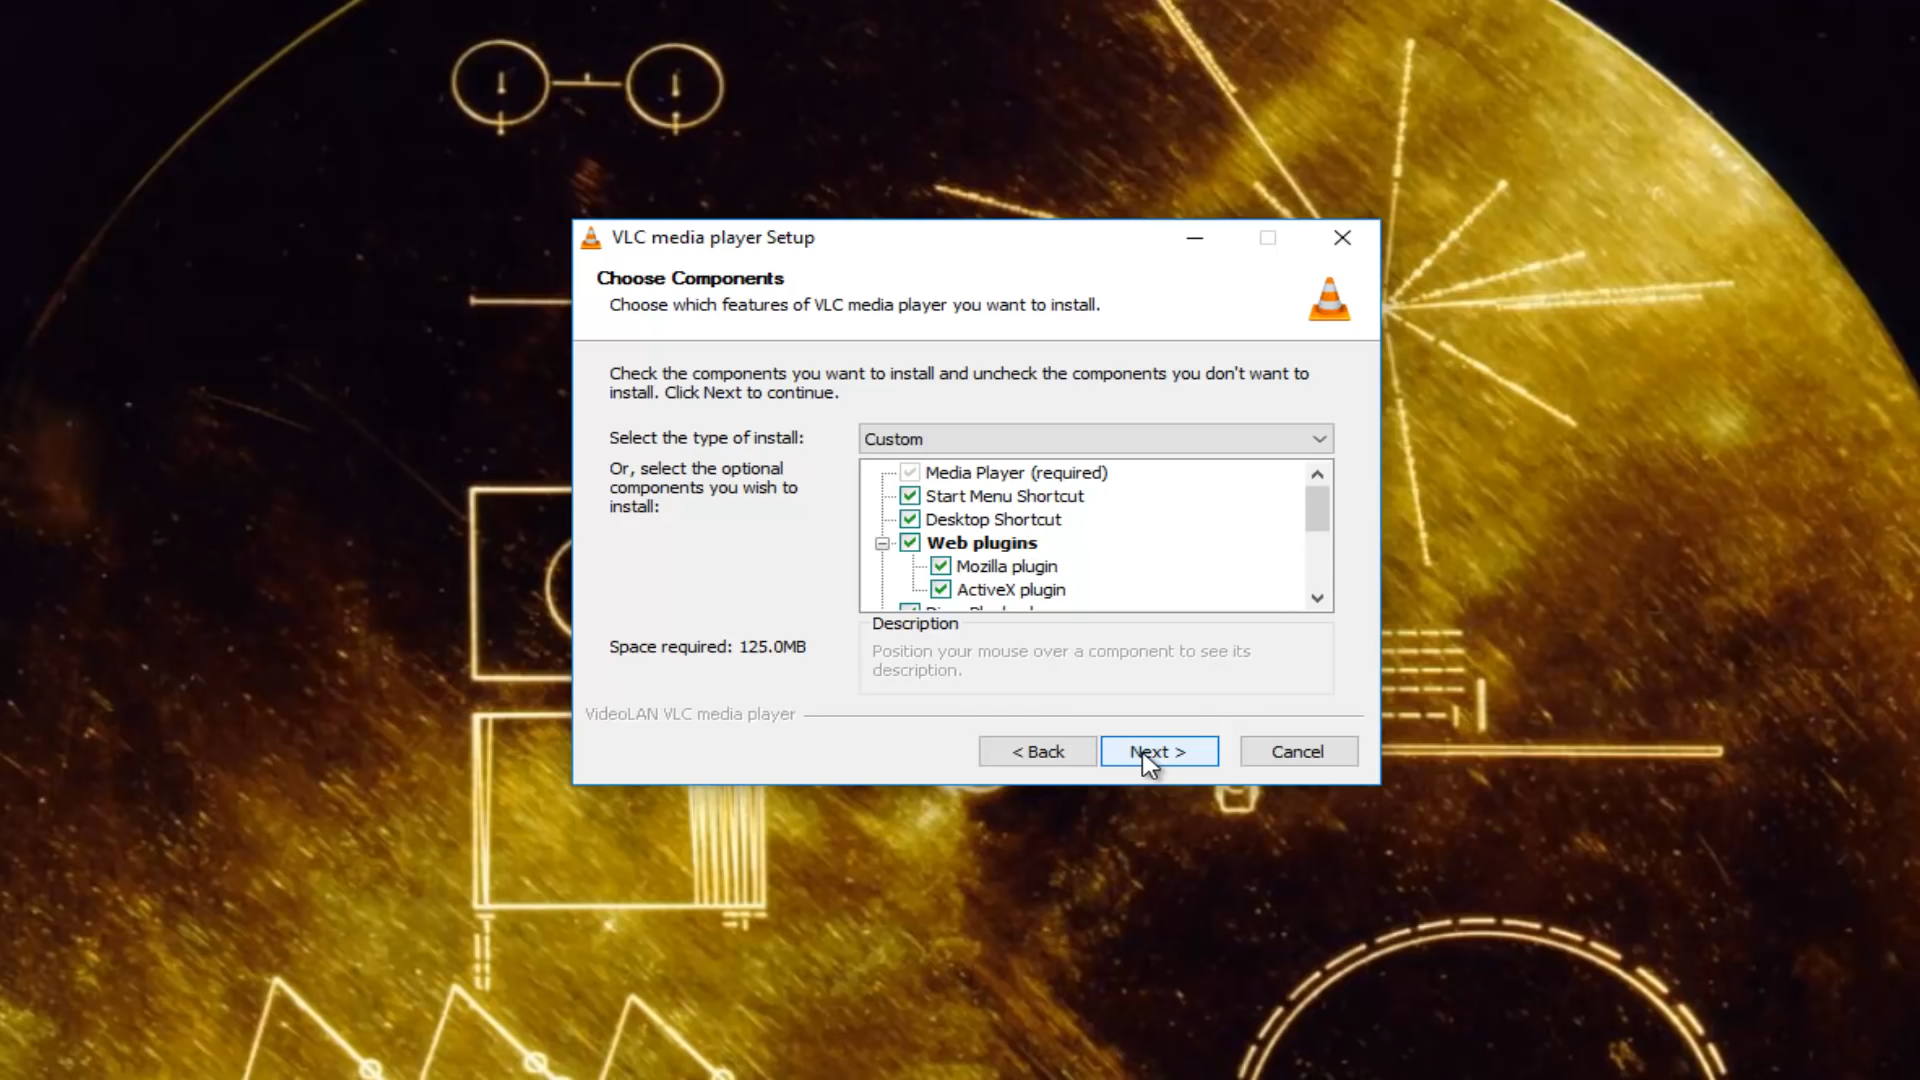 VLC media player Setup
Choose Components
Choose which features of VLC media player you want to install.
Check the components you want to install and uncheck the components you don't want to
install. Click Next to continue.
Select the type of install:
Custom
Or, select the optional
components you wish to
install:
Media Player (required)
Start Menu Shortcut
Desktop Shortcut
Web plugins
Mozilla plugin
ActiveX plugin
Space required: 125.0MB
Description
Position your mouse over a component to see its
description.
VideoLAN VLC media player
< Back
Next >
Cancel